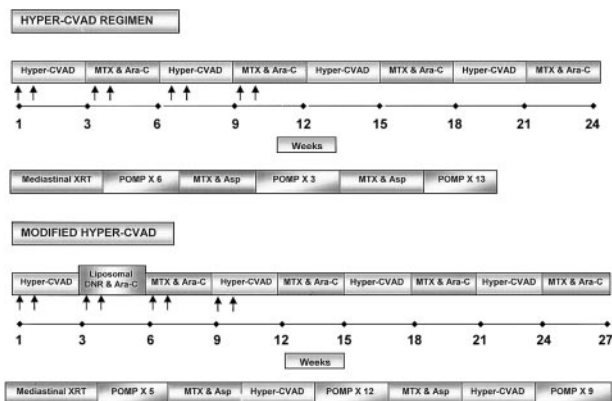 HYPER-CVAD REGIMEN
Hyper-CVAD MTX & Ara-C Hyper-CVAD MTX & Ara-C Hyper-CVAD MTX & Ara-C Hyper-CVAD MTX & Ara-C
1 3 6 9 12 15 18 21 24
Weeks
Mediastinal XRT POMP X 6 MTX & Asp POMP X 3 MTX & Asp POMP X 13
MODIFIED HYPER-CVAD
Hyper-CVAD Liposomal DNR & Ara-C MTX & Ara-C Hyper-CVAD MTX & Ara-C Hyper-CVAD MTX & Ara-C Hyper-CVAD MTX & Ara-C
1 3 6 9 12 15 18 21 24 27
Weeks
Mediastinal XRT POMP X 5 MTX & Asp Hyper-CVAD POMP X 12 MTX & Asp Hyper-CVAD POMP X 9